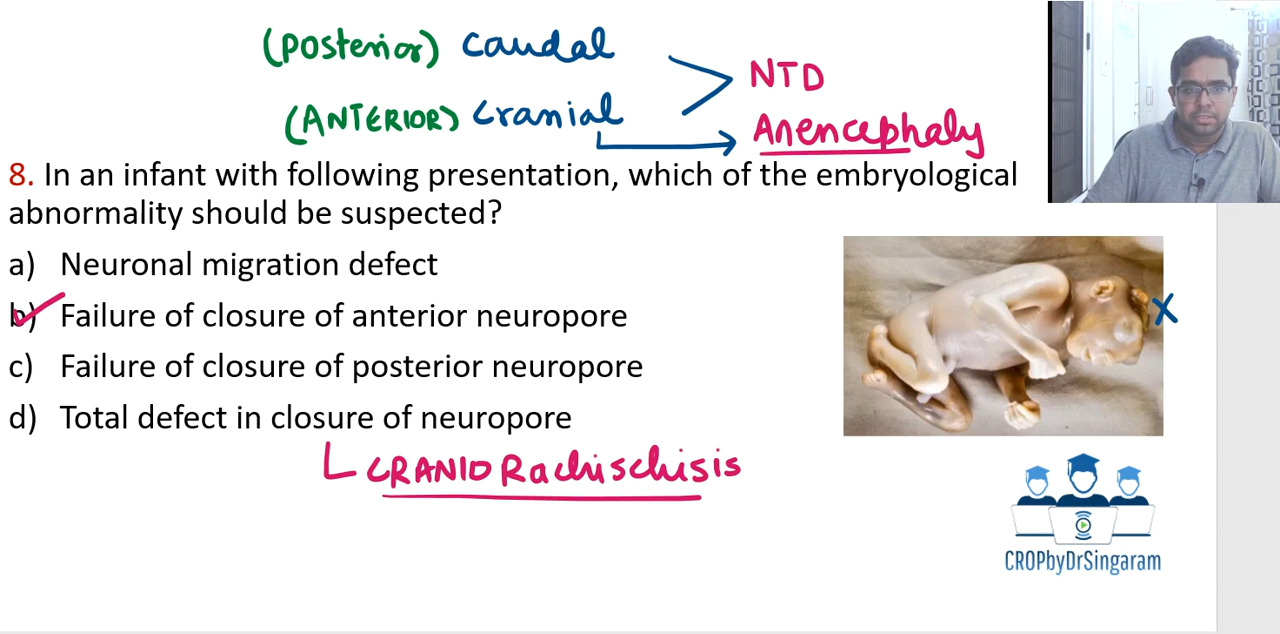 (Posterior) Caudal
NTD
(ANTERIOR) Cranial
Anencephaly
8. In an infant with following presentation, which of the embryological
abnormality should be suspected?
a) Neuronal migration defect
b) Failure of closure of anterior neuropore
X
c) Failure of closure of posterior neuropore
d) Total defect in closure of neuropore
CRANIO Rachischisis
CROPbyDrSingaram